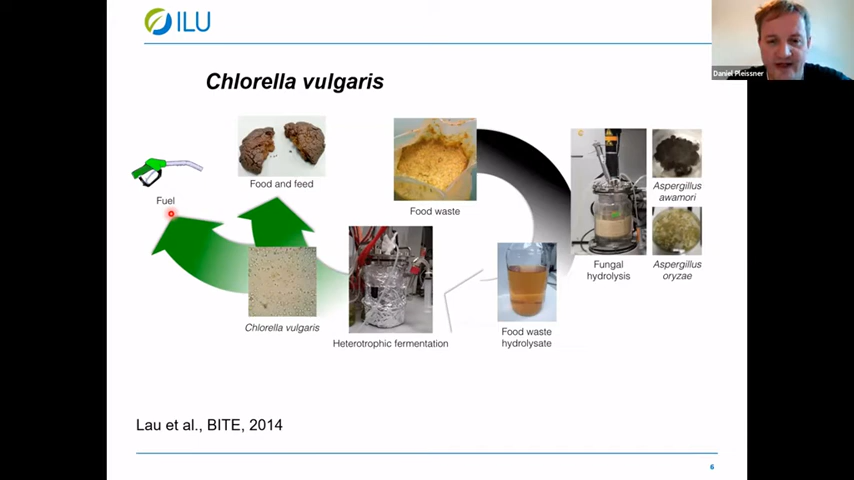 ILU
Daniel Pleissner
Chlorella vulgaris
Fuel
Food and feed
Food waste
Fungal
hydrolysis
Aspergillus
awamori
Aspergillus
oryzae
Chlorella vulgaris
Heterotrophic fermentation
Food waste
hydrolysate
Lau et al., BITE, 2014
6